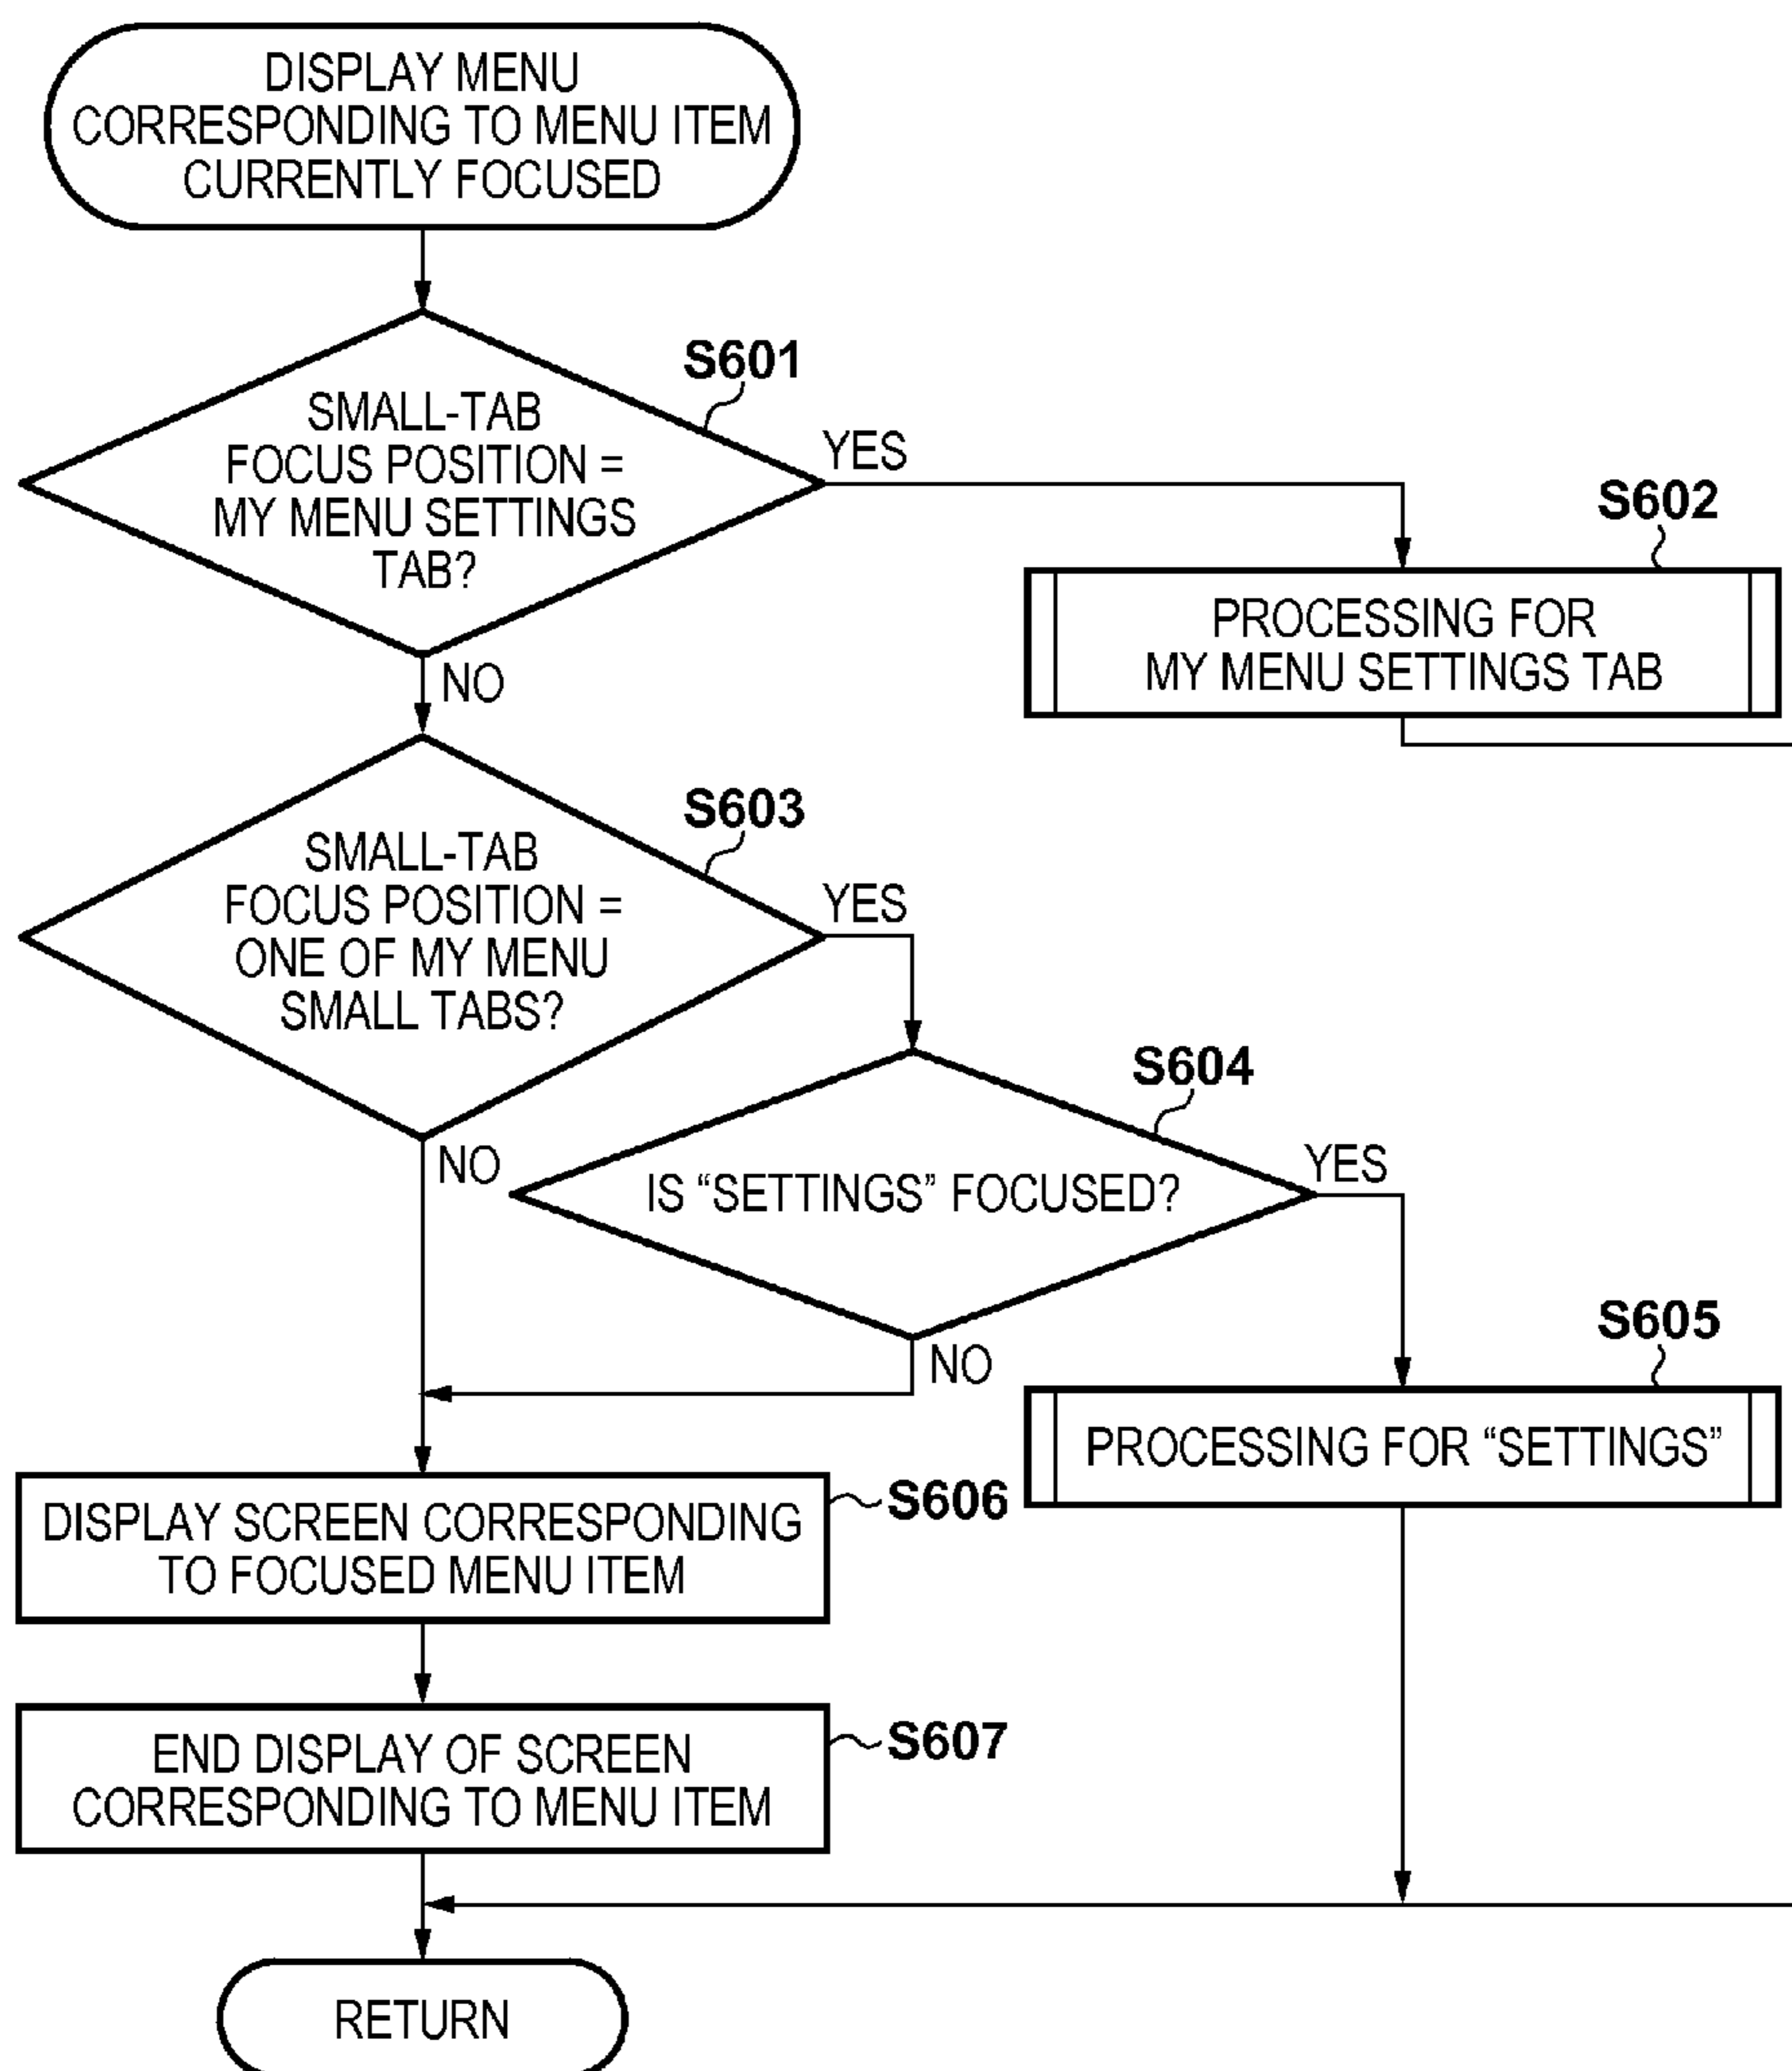 DISPLAY MENU
CORRESPONDING TO MENU ITEM
CURRENTLY FOCUSED
S601
SMALL-TAB
FOCUS POSITION =
MY MENU SETTINGS
TAB?
YES
NO
S602
PROCESSING FOR
MY MENU SETTINGS TAB
S603
SMALL-TAB
FOCUS POSITION =
ONE OF MY MENU
SMALL TABS?
YES
NO
S604
IS “SETTINGS” FOCUSED?
YES
NO
S605
PROCESSING FOR “SETTINGS”
DISPLAY SCREEN CORRESPONDING
TO FOCUSED MENU ITEM
S606
END DISPLAY OF SCREEN
CORRESPONDING TO MENU ITEM
S607
RETURN